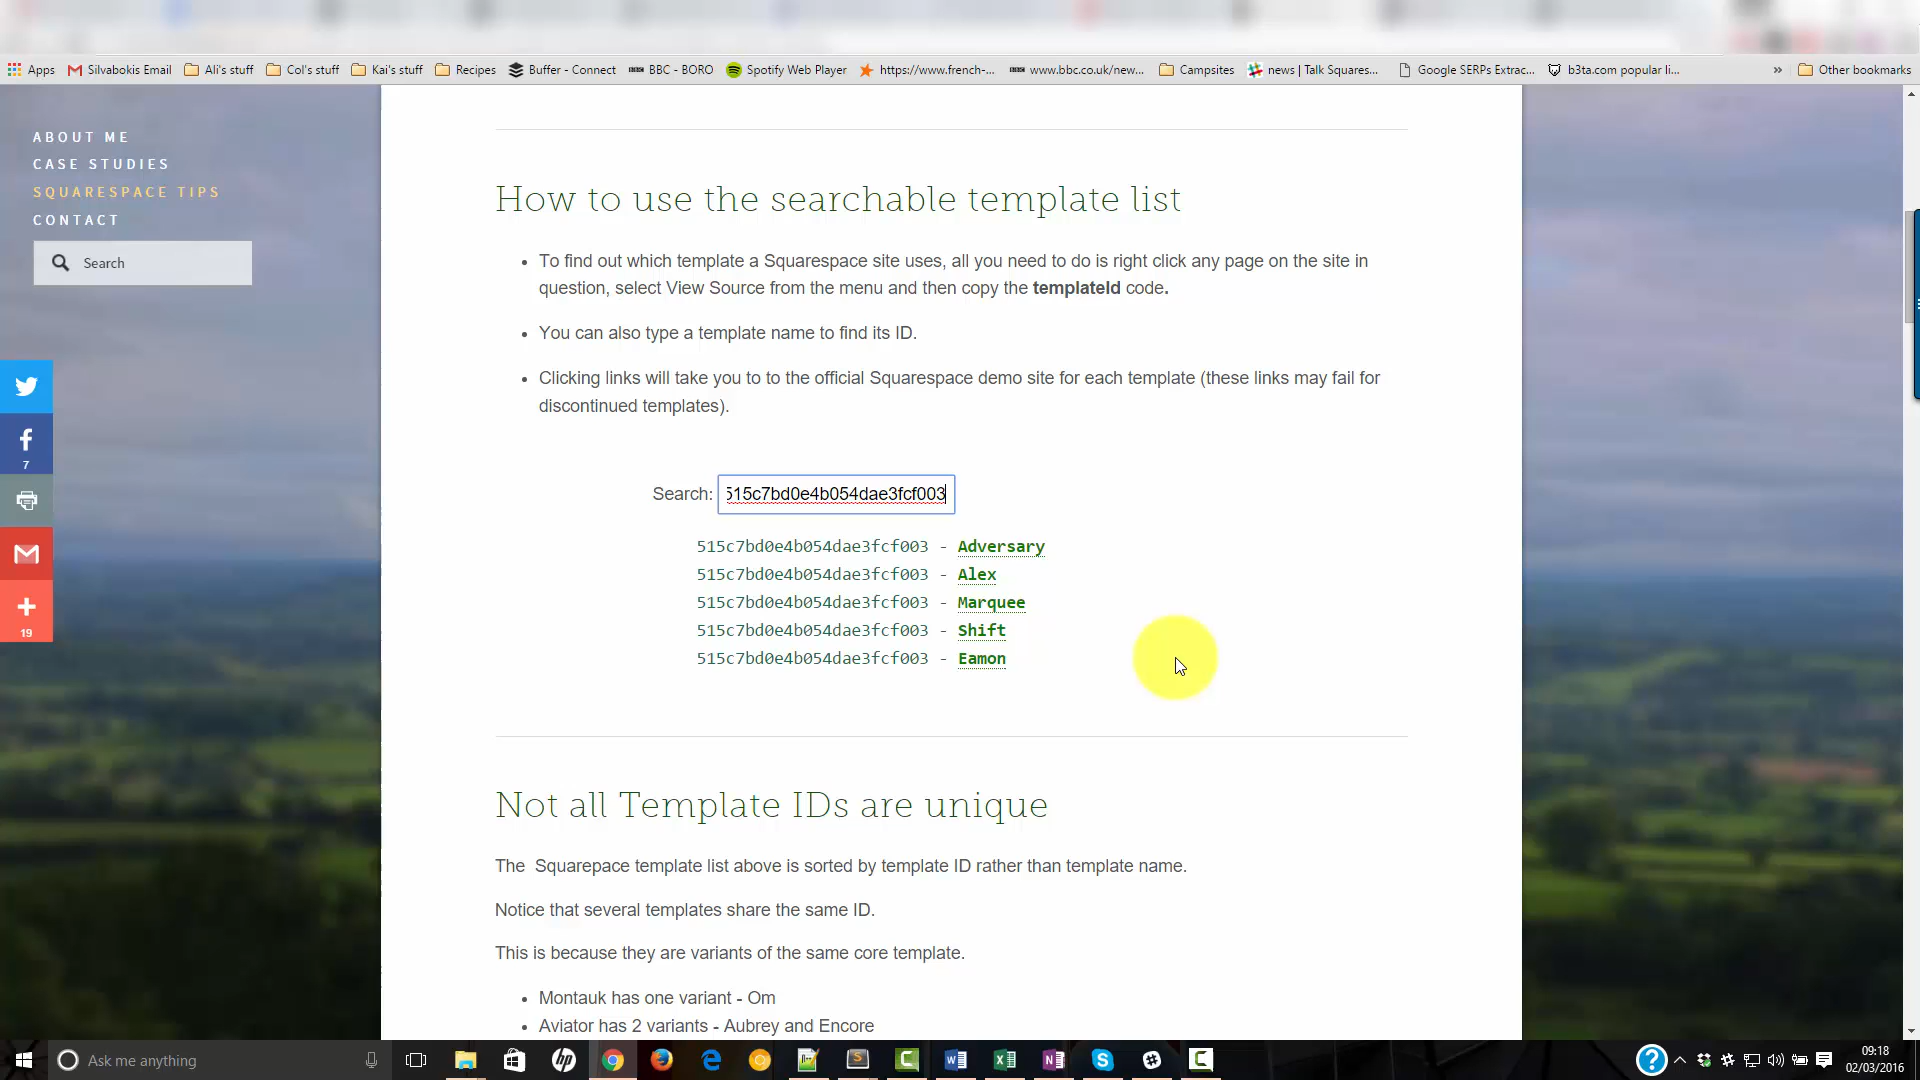 Apps
Silvabokis Email
Ali's stuff
Col's stuff
Kai's stuff
Recipes
Buffer - Connect
BBC - BORO
Spotify Web Player
https://www.french-...
www.bbc.co.uk/new...
Campsites
news | Talk Squares...
Google SERPs Extrac...
b3ta.com popular li...
»
Other bookmarks
ABOUT ME
CASE STUDIES
SQUARESPACE TIPS
CONTACT
Search
7
19
How to use the searchable template list
• To find out which template a Squarespace site uses, all you need to do is right click any page on the site in
question, select View Source from the menu and then copy the templateId code.
• You can also type a template name to find its ID.
• Clicking links will take you to to the official Squarespace demo site for each template (these links may fail for
discontinued templates).
Search: 515c7bd0e4b054dae3fcf003
515c7bd0e4b054dae3fcf003 - Adversary
515c7bd0e4b054dae3fcf003 - Alex
515c7bd0e4b054dae3fcf003 - Marquee
515c7bd0e4b054dae3fcf003 - Shift
515c7bd0e4b054dae3fcf003 - Eamon
Not all Template IDs are unique
The Squarepace template list above is sorted by template ID rather than template name.
Notice that several templates share the same ID.
This is because they are variants of the same core template.
• Montauk has one variant - Om
• Aviator has 2 variants - Aubrey and Encore
Ask me anything
09:18
02/03/2016